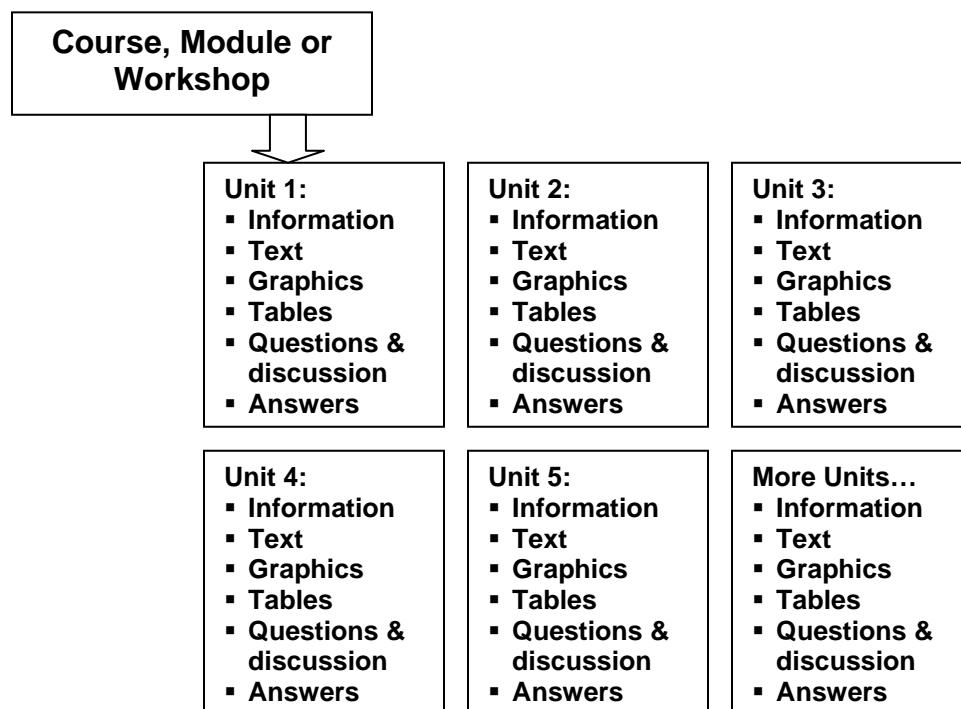 Course, Module or
Workshop
Unit 1:
▪ Information
▪ Text
▪ Graphics
▪ Tables
▪ Questions &
discussion
▪ Answers
Unit 2:
▪ Information
▪ Text
▪ Graphics
▪ Tables
▪ Questions &
discussion
▪ Answers
Unit 3:
▪ Information
▪ Text
▪ Graphics
▪ Tables
▪ Questions &
discussion
▪ Answers
Unit 4:
▪ Information
▪ Text
▪ Graphics
▪ Tables
▪ Questions &
discussion
▪ Answers
Unit 5:
▪ Information
▪ Text
▪ Graphics
▪ Tables
▪ Questions &
discussion
▪ Answers
More Units…
▪ Information
▪ Text
▪ Graphics
▪ Tables
▪ Questions &
discussion
▪ Answers